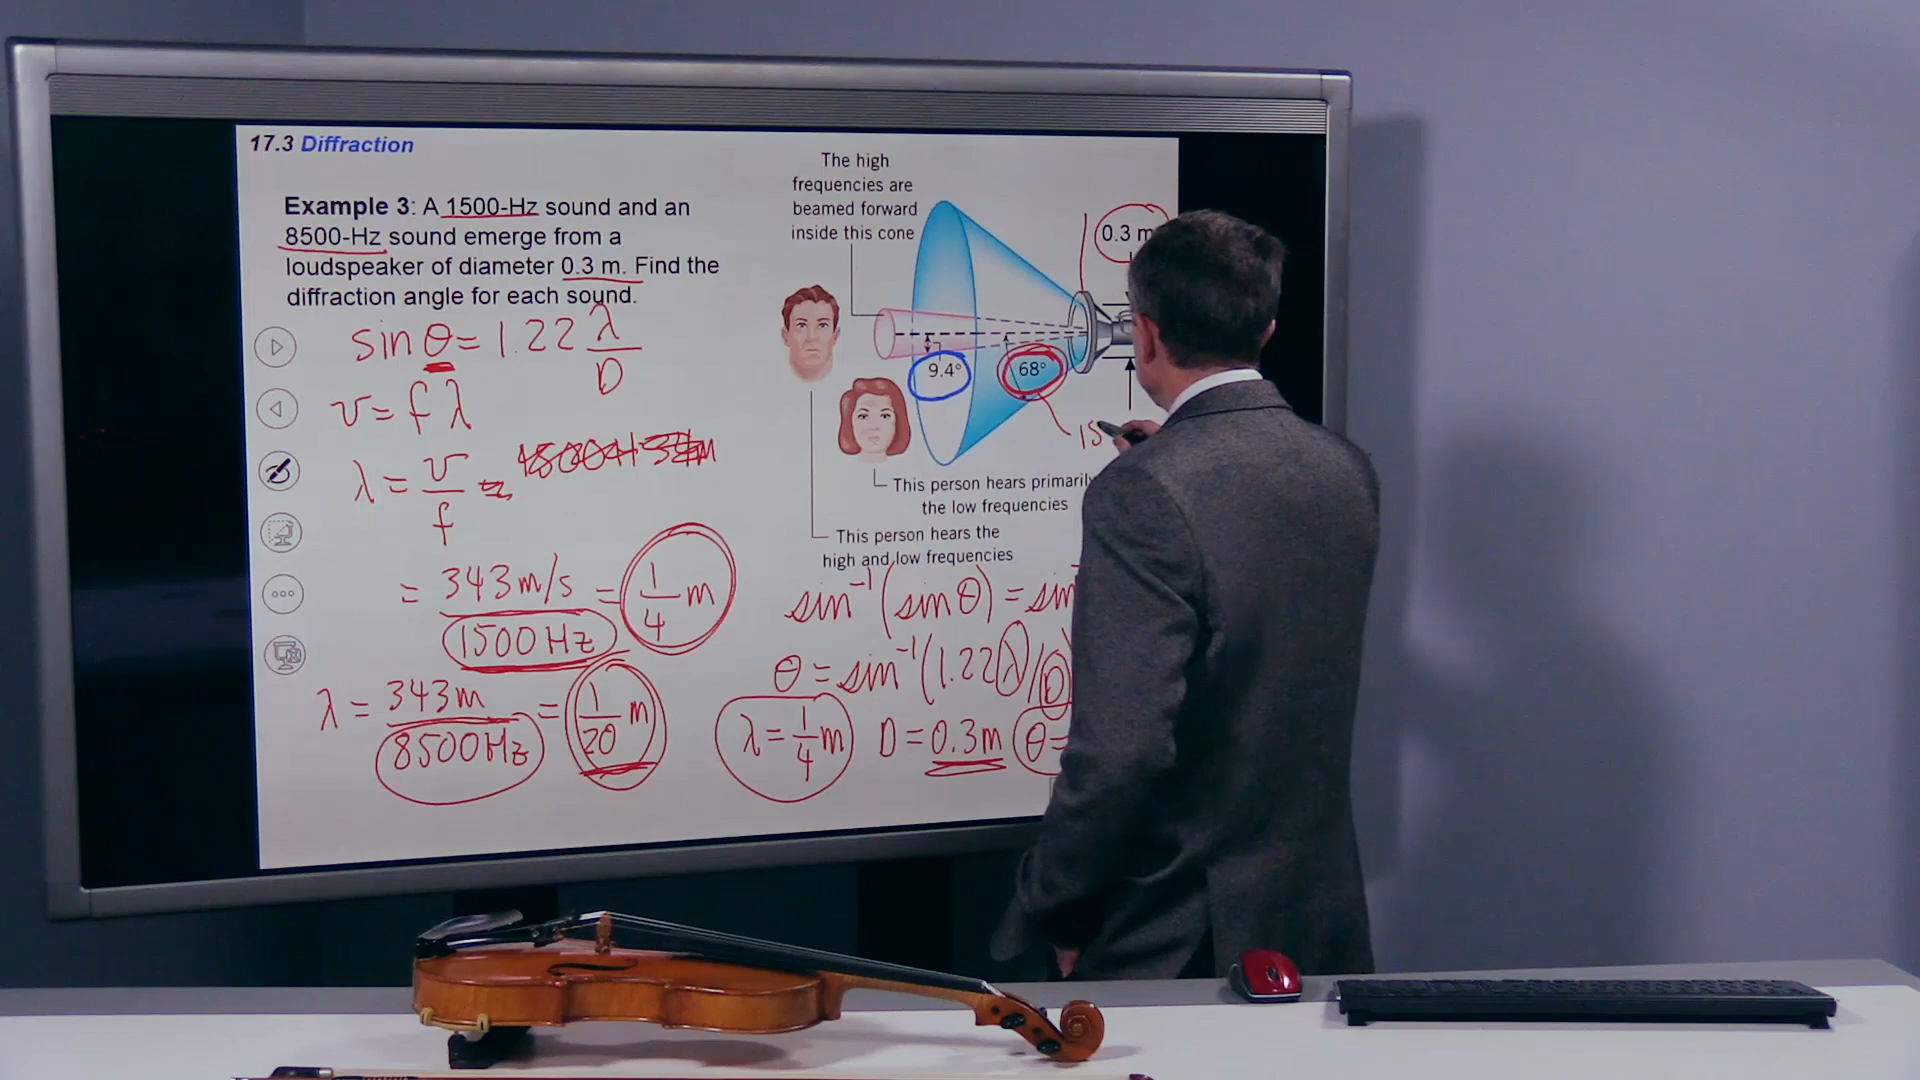 17.3 Diffraction
Example 3: A 1500-Hz sound and an
8500-Hz sound emerge from a
loudspeaker of diameter 0.3 m. Find the
diffraction angle for each sound.
sin θ = 1.22 λ/D
v = f λ
λ = v/f =
= 343 m/s / 1500 Hz = 1/4 m
λ = 343 m / 8500 Hz = 1/20 m
The high
frequencies are
beamed forward
inside this cone
0.3 m
9.4°
68°
15
This person hears primarily
the low frequencies
This person hears the
high and low frequencies
sin⁻¹(sin θ) = sin
θ = sin⁻¹(1.22 λ/D
λ = 1/4 m D = 0.3 m θ =